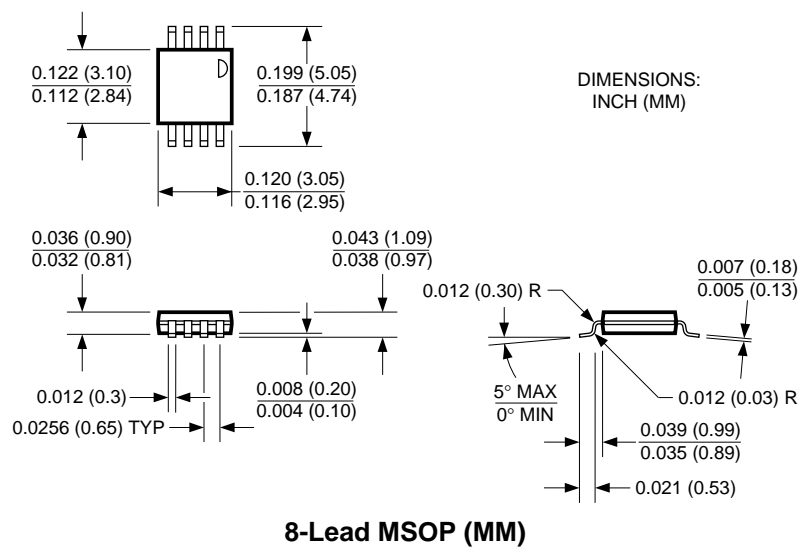 0.122 (3.10)
0.112 (2.84)
0.199 (5.05)
0.187 (4.74)
DIMENSIONS:
INCH (MM)
0.120 (3.05)
0.116 (2.95)
0.036 (0.90)
0.032 (0.81)
0.043 (1.09)
0.038 (0.97)
0.007 (0.18)
0.005 (0.13)
0.012 (0.30) R
0.012 (0.3)
0.008 (0.20)
0.004 (0.10)
5° MAX
0° MIN
0.012 (0.03) R
0.0256 (0.65) TYP
0.039 (0.99)
0.035 (0.89)
0.021 (0.53)
8-Lead MSOP (MM)